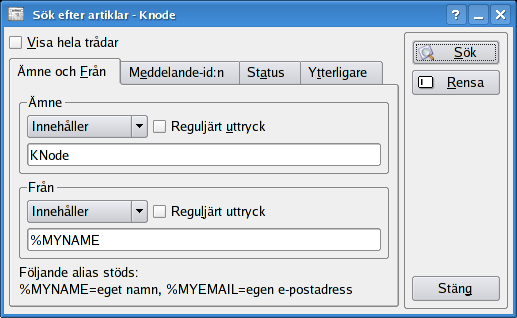 Sök efter artiklar - Knode
Visa hela trådar
Sök
Rensa
Ämne och Från
Meddelande-id:n
Status
Ytterligare
Ämne
Innehåller
Reguljärt uttryck
KNode
Från
Innehåller
Reguljärt uttryck
%MYNAME
Följande alias stöds:
%MYNAME=eget namn, %MYEMAIL=egen e-postadress
Stäng